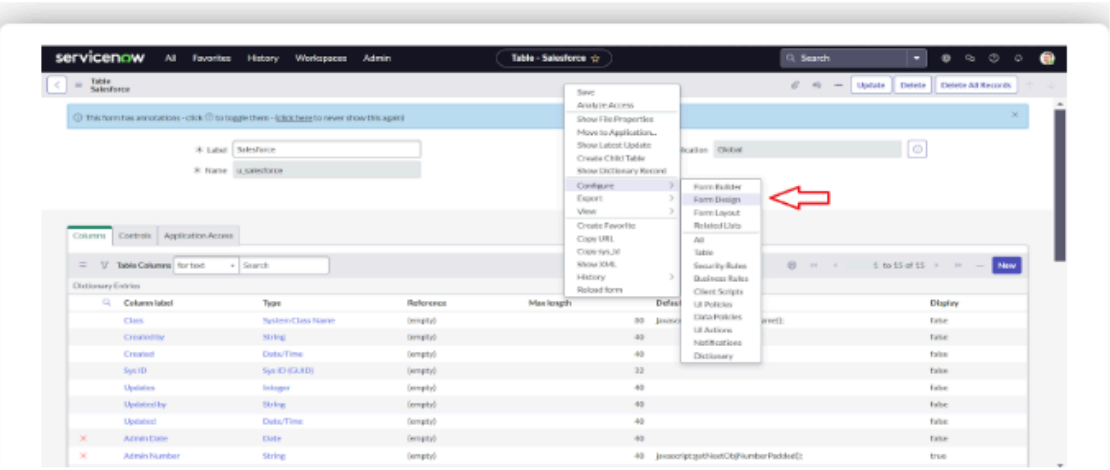 servicenow All Favorites History Workspaces Admin Table - Salesforce Search
Table
Salesforce
Update Delete Delete All Records
This form has annotations - click to toggle them - (click here to never show this again)
Label Salesforce
Name u_salesforce
Global
Save
Analyze Access
Show File Properties
Move to Application...
Show Latest Update
Create Child Table
Show Dictionary Record
Configure
Export
View
Create Favorite
Copy URL
Copy sys_id
Show XML
History
Reload form
Form Builder
Form Design
Form Layout
Related Lists
All
Table
Security Rules
Business Rules
Client Scripts
UI Policies
Data Policies
UI Actions
Notifications
Dictionary
Columns Controls Application Access
Table Columns for text Search 1 to 15 of 15 New
Dictionary Entries
Column label Type Reference Max length Display
Class System Class Name (empty) 80 false
Created by String (empty) 40 false
Created Date/Time (empty) 40 false
Sys ID Sys ID (GUID) (empty) 32 false
Updates Integer (empty) 40 false
Updated by String (empty) 40 false
Updated Date/Time (empty) 40 false
Admin Date Date (empty) 40 false
Admin Number String (empty) 40 javascript:getNextObjNumberPadded(); true